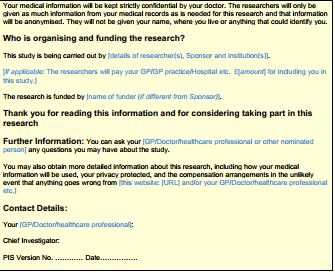 Your medical information will be kept strictly confidential by your doctor. The researchers will only be
given as much information from your medical records as is needed for this research and that information
will be anonymised. They will not be given your name, where you live or anything that could identify you.
Who is organising and funding the research?
This study is being carried out by [details of researcher(s), Sponsor and institution(s)].
[If applicable: The researchers will pay your GP/GP practice/Hospital etc. £[amount] for including you in
this study.]
The research is funded by [name of funder (if different from Sponsor)].
Thank you for reading this information and for considering taking part in this
research
Further Information: You can ask your [GP/Doctor/healthcare professional or other nominated
person] any questions you may have about the study.
You may also obtain more detailed information about this research, including how your medical
information will be used, your privacy protected, and the compensation arrangements in the unlikely
event that anything goes wrong from [this website: [URL] and/or your GP/Doctor/healthcare professional
etc.]
Contact Details:
Your [GP/Doctor/healthcare professional]:
Chief Investigator:
PIS Version No. ............. Date.................